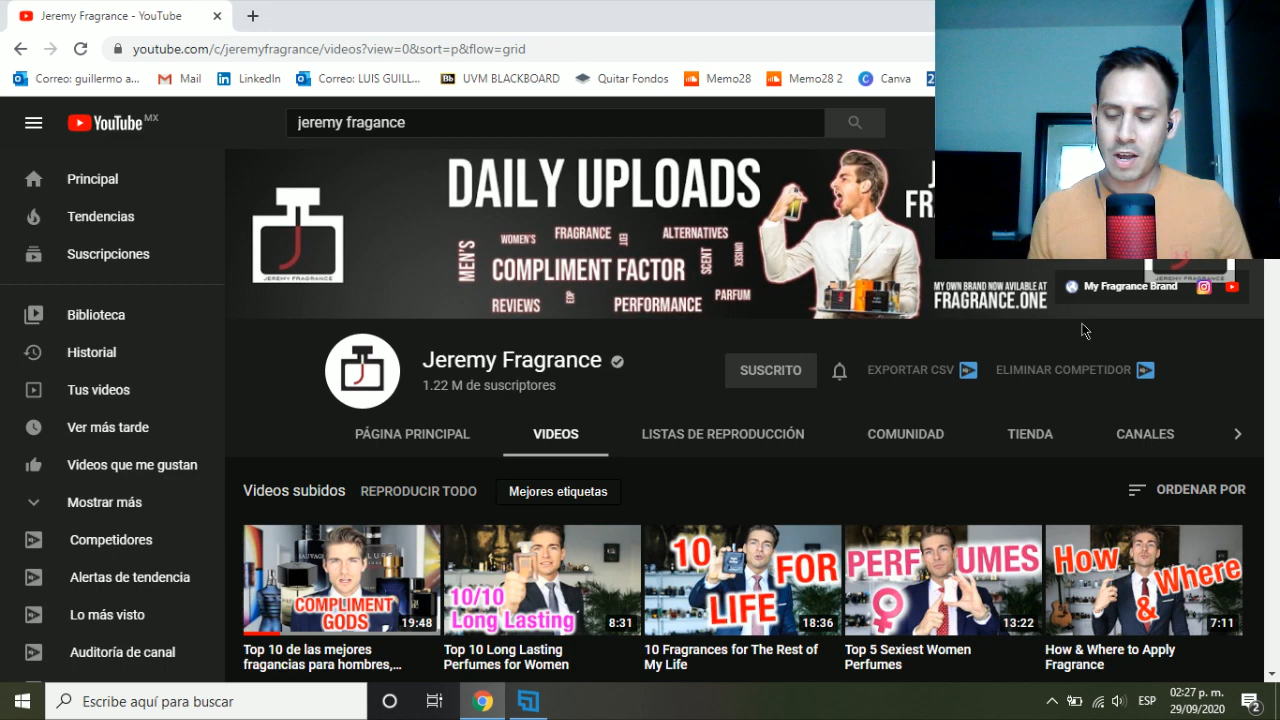 Jeremy Fragrance - YouTube
youtube.com/c/jeremyfragrance/videos?view=0&sort=p&flow=grid
Correo: guillermo a...
Mail
LinkedIn
Correo: LUIS GUILL...
Bb
UVM BLACKBOARD
Quitar Fondos
Memo28
Memo28 2
Canva
YouTube MX
jeremy fragance
Principal
Tendencias
Suscripciones
Biblioteca
Historial
Tus videos
Ver más tarde
Videos que me gustan
Mostrar más
Competidores
Alertas de tendencia
Lo más visto
Auditoría de canal
J
JEREMY FRAGRANCE
DAILY UPLOADS
MEN'S
WOMEN'S
FRAGRANCE
ALTERNATIVES
COMPLIMENT FACTOR
SCENT
UNISEX
REVIEWS
PERFORMANCE
PARFUM
MY OWN BRAND NOW AVILABLE AT
FRAGRANCE.ONE
JEREMY FRAGRANCE
My Fragrance Brand
Jeremy Fragrance
1.22 M de suscriptores
SUSCRITO
EXPORTAR CSV
ELIMINAR COMPETIDOR
PÁGINA PRINCIPAL
VIDEOS
LISTAS DE REPRODUCCIÓN
COMUNIDAD
TIENDA
CANALES
Videos subidos
REPRODUCIR TODO
Mejores etiquetas
ORDENAR POR
SAUVAGE
COMPLIMENT
GODS
19:48
Top 10 de las mejores
fragancias para hombres,...
10/10
Long Lasting
8:31
Top 10 Long Lasting
Perfumes for Women
10 FOR
LIFE
18:36
10 Fragrances for The Rest of
My Life
PERF UMES
13:22
Top 5 Sexiest Women
Perfumes
How
& Where
7:11
How & Where to Apply
Fragrance
Escribe aquí para buscar
ESP
02:27 p. m.
29/09/2020
2